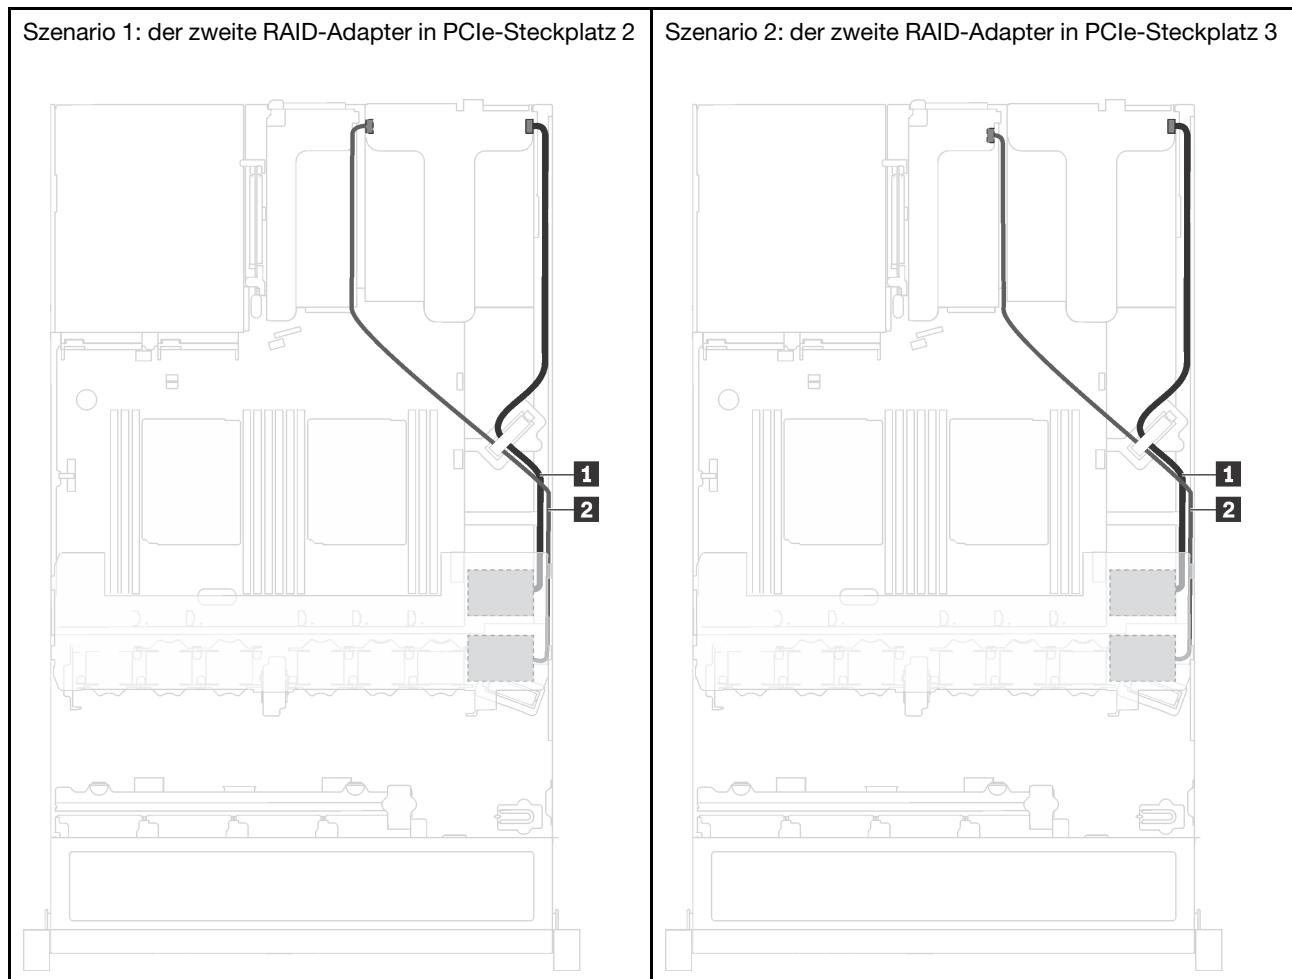 Szenario 1: der zweite RAID-Adapter in PCIe-Steckplatz 2
Szenario 2: der zweite RAID-Adapter in PCIe-Steckplatz 3
1
2
1
2